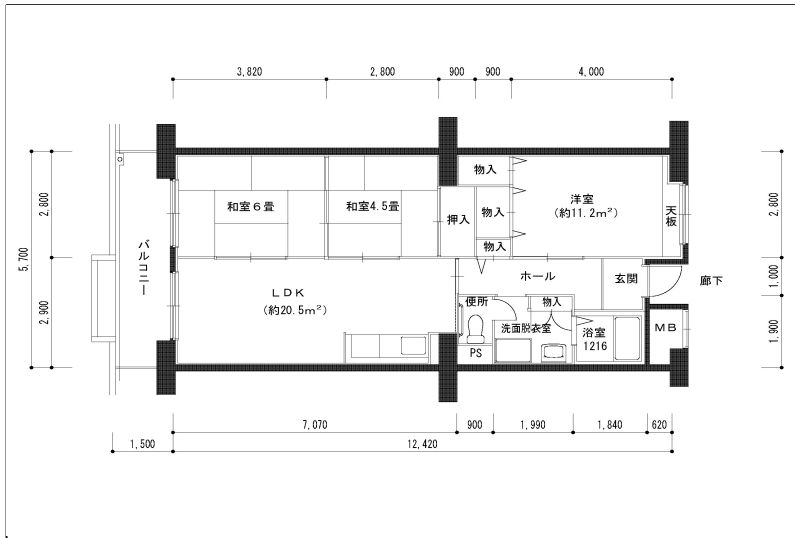 3,820
2,800
900
900
4,000
物入
和室６畳
和室4.5畳
押入
物入
洋室
（約11.2m²）
天板
物入
2,800
5,700
2,900
バルコニー
2,800
1,000
1,900
ホール
玄関
廊下
ＬＤＫ
（約20.5m²）
便所
物入
洗面脱衣室
浴室
1216
ＭＢ
PS
7,070
900
1,990
1,840
620
1,500
12,420